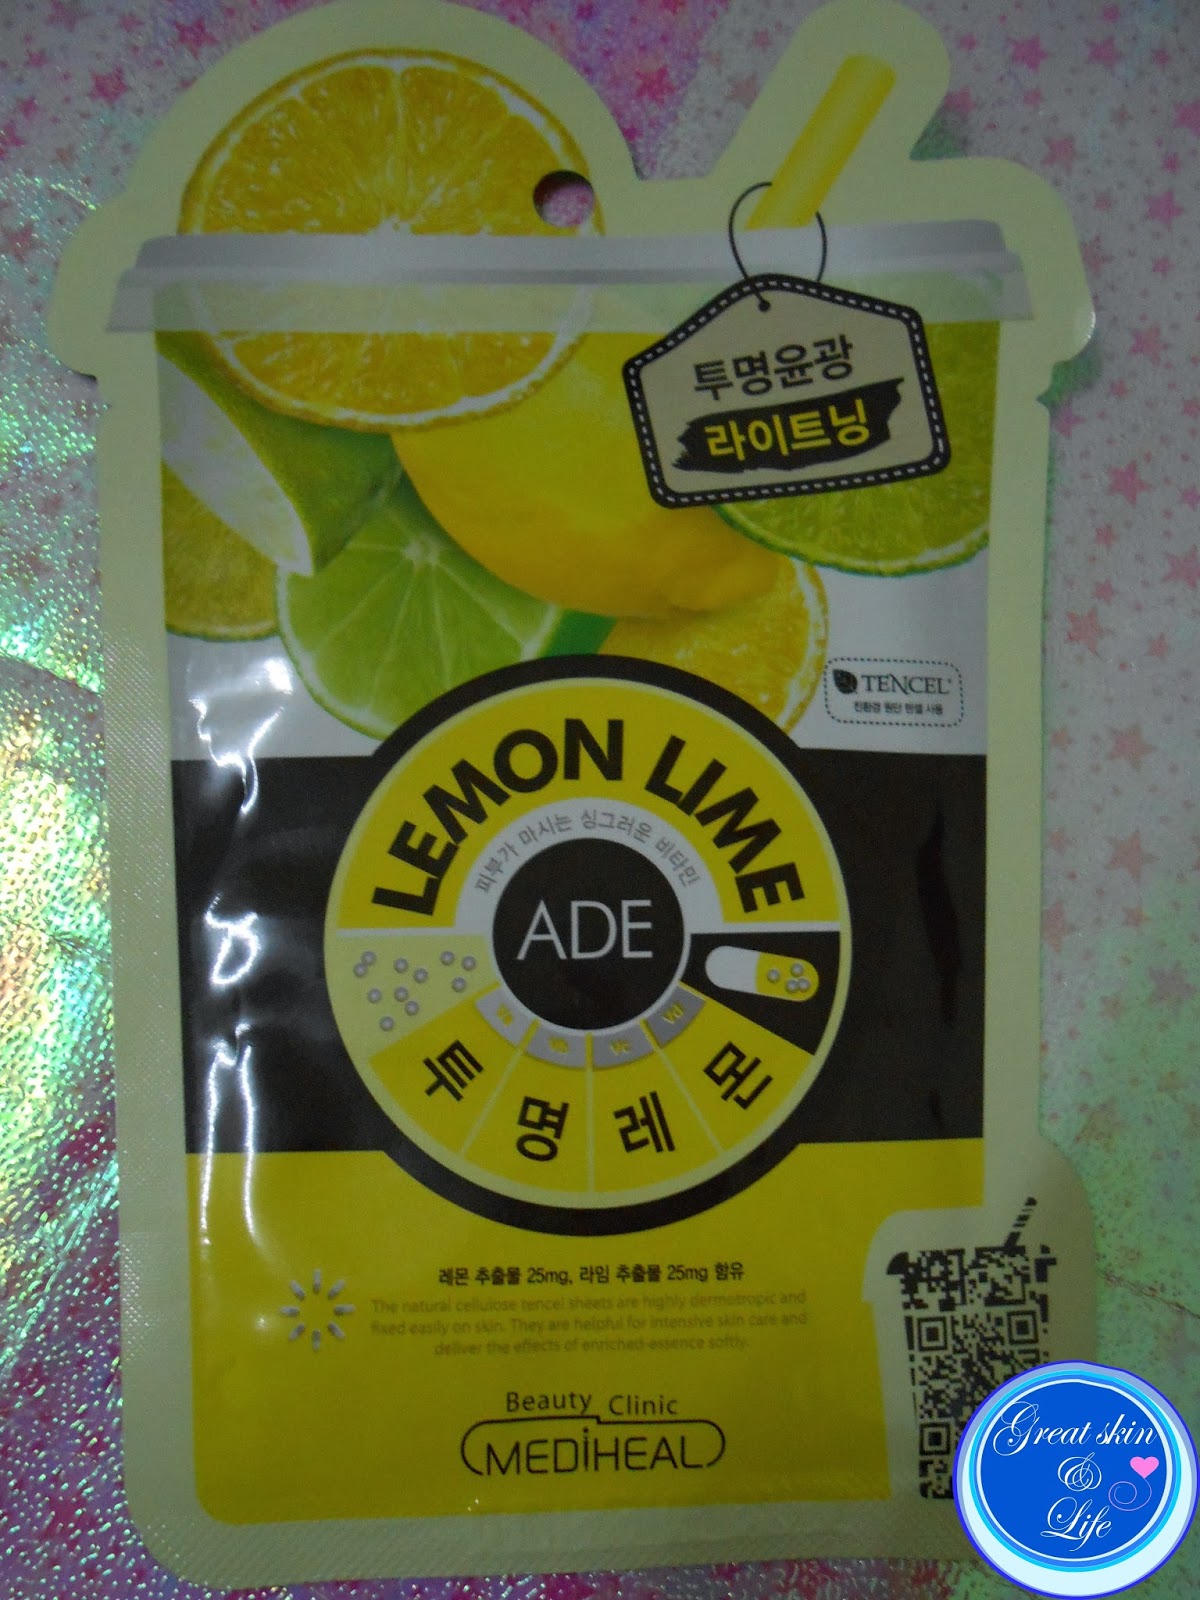 투명윤광
라이트닝
TENCEL
친환경 원단 텐셀 사용
LEMON LIME
피부가 마시는 싱그러운 비타민
ADE
Va Vb Vc Vd
투명레몬
레몬 추출물 25mg, 라임 추출물 25mg 함유
The natural cellulose tencel sheets are highly dermotropic and
fixed easily on skin. They are helpful for intensive skin care and
deliver the effects of enriched-essence softly.
Beauty Clinic
MEDIHEAL
Great skin
&
Life